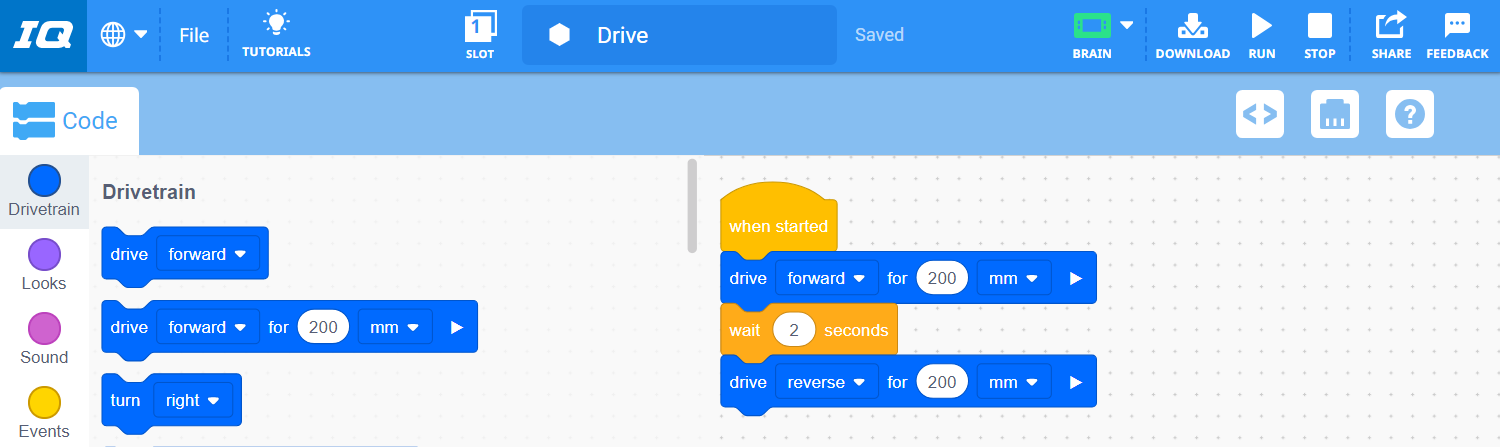 IQ
File
TUTORIALS
1
SLOT
Drive
Saved
BRAIN
DOWNLOAD
RUN
STOP
SHARE
FEEDBACK
Code
<>
?
Drivetrain
Looks
Sound
Events
Drivetrain
drive forward
drive forward for 200 mm
turn right
when started
drive forward for 200 mm
wait 2 seconds
drive reverse for 200 mm